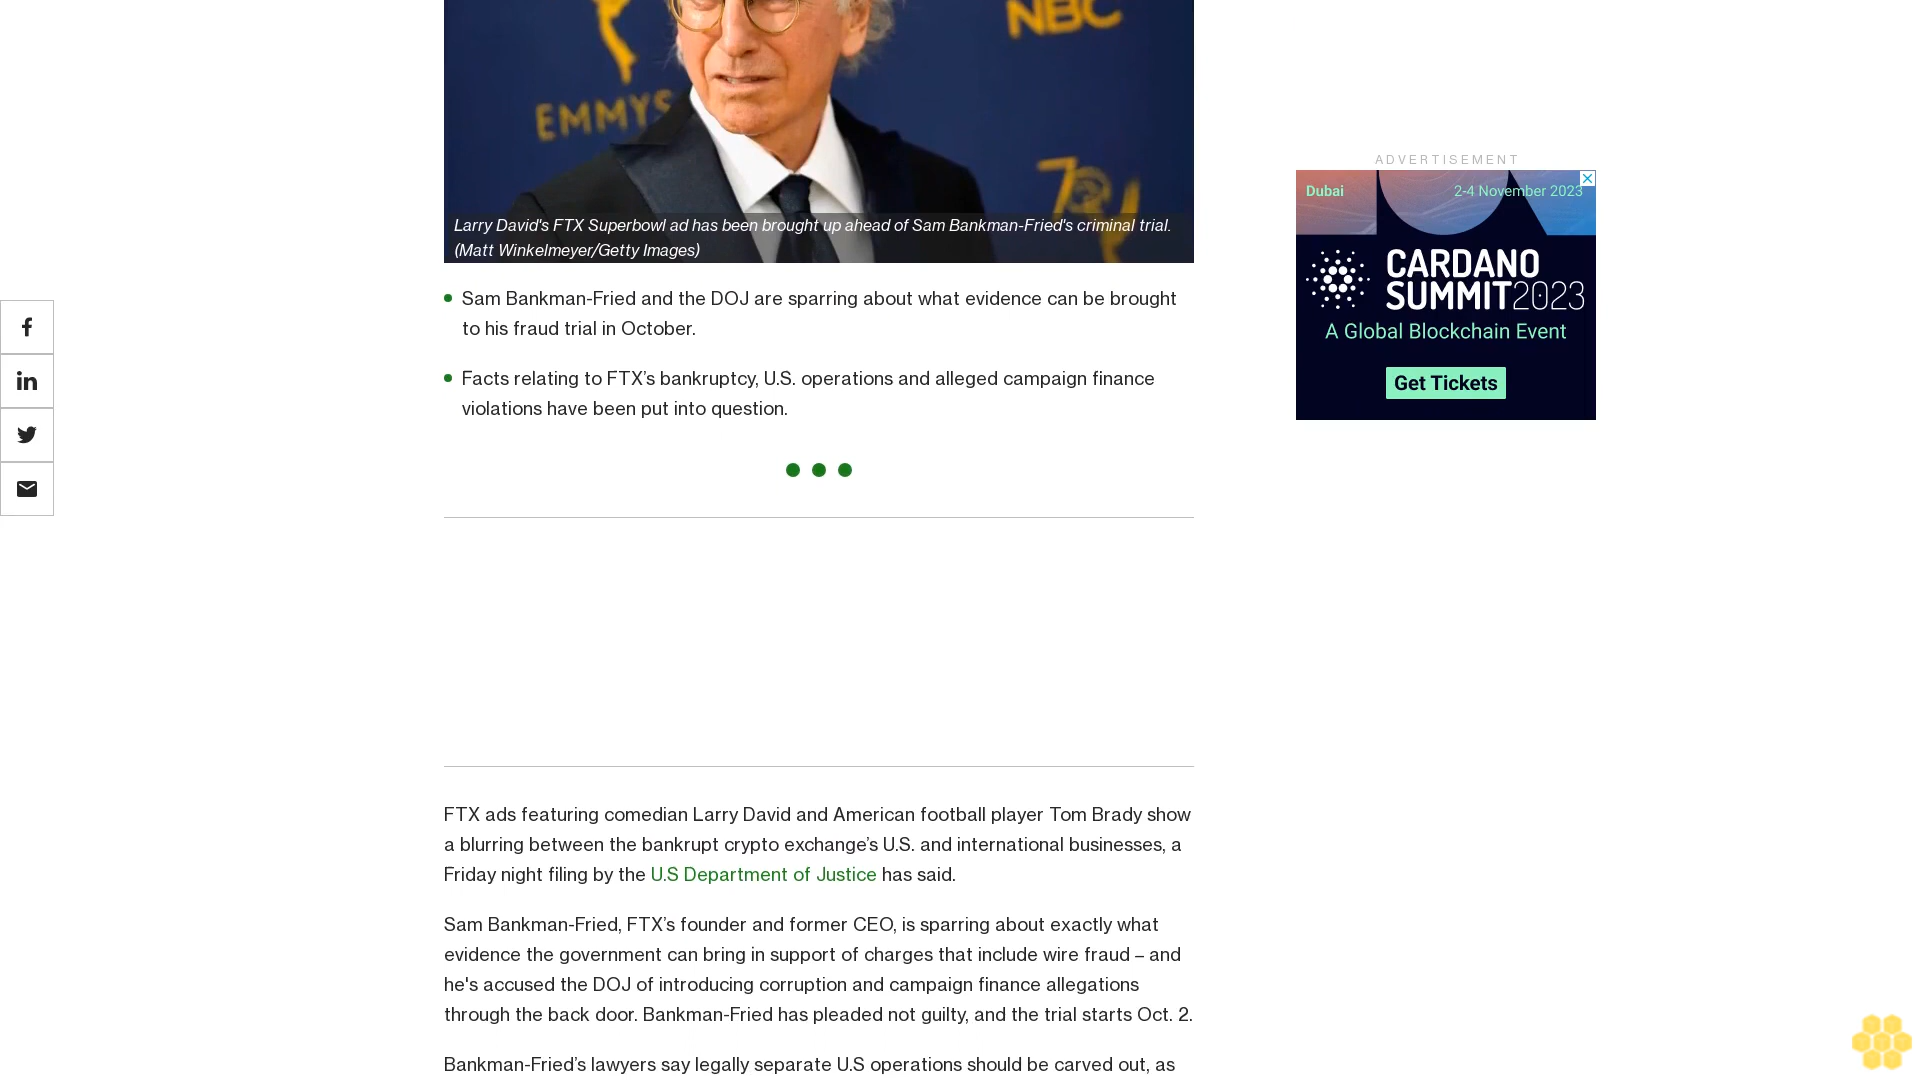 NBC
EMMYS
Larry David's FTX Superbowl ad has been brought up ahead of Sam Bankman-Fried's criminal trial.
(Matt Winkelmeyer/Getty Images)
Sam Bankman-Fried and the DOJ are sparring about what evidence can be brought
to his fraud trial in October.
Facts relating to FTX’s bankruptcy, U.S. operations and alleged campaign finance
violations have been put into question.
FTX ads featuring comedian Larry David and American football player Tom Brady show
a blurring between the bankrupt crypto exchange’s U.S. and international businesses, a
Friday night filing by the U.S Department of Justice has said.
Sam Bankman-Fried, FTX’s founder and former CEO, is sparring about exactly what
evidence the government can bring in support of charges that include wire fraud – and
he's accused the DOJ of introducing corruption and campaign finance allegations
through the back door. Bankman-Fried has pleaded not guilty, and the trial starts Oct. 2.
Bankman-Fried’s lawyers say legally separate U.S operations should be carved out, as
ADVERTISEMENT
Dubai
2-4 November 2023
CARDANO
SUMMIT2023
A Global Blockchain Event
Get Tickets